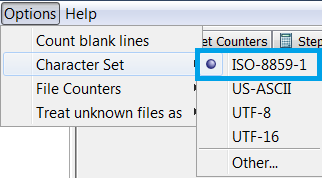 Options Help
Count blank lines
Character Set
File Counters
Treat unknown files as
et Counters Step
ISO-8859-1
US-ASCII
UTF-8
UTF-16
Other...